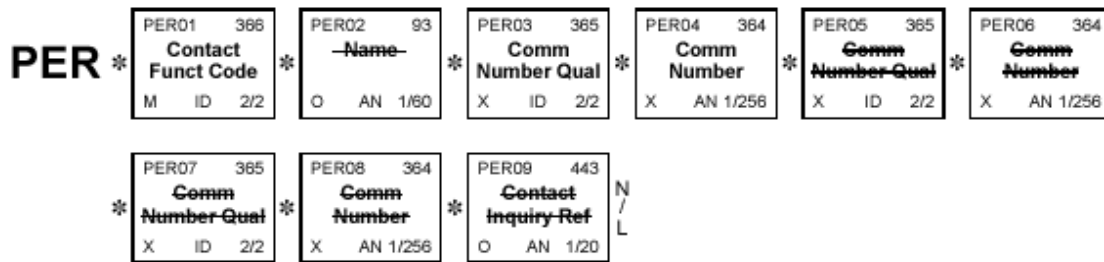 PER * PER01 366 * PER02 93 * PER03 365 * PER04 364 * PER05 365 * PER06 364
Contact Name Comm Comm Comm Comm
Funct Code Number Qual Number Number Qual Number
M ID 2/2 O AN 1/60 X ID 2/2 X AN 1/256 X ID 2/2 X AN 1/256
* PER07 365 * PER08 364 * PER09 443 N
Comm Comm Contact /
Number Qual Number Inquiry Ref L
X ID 2/2 X AN 1/256 O AN 1/20